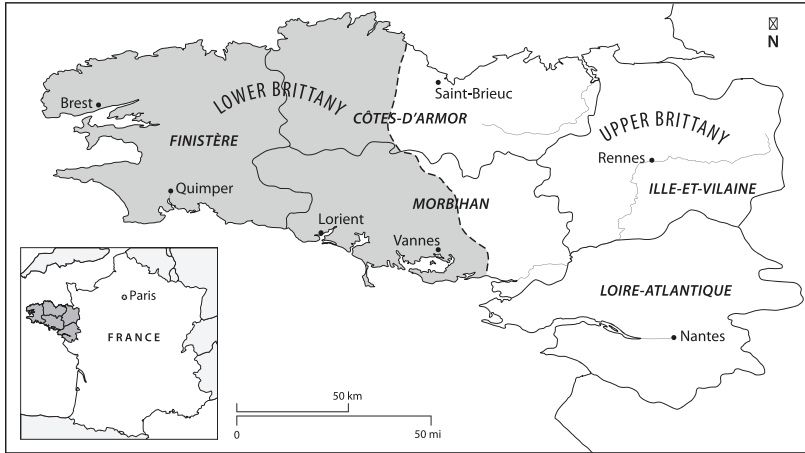 N
LOWER BRITTANY
UPPER BRITTANY
Brest
Saint-Brieuc
CÔTES-D’ARMOR
FINISTÈRE
Rennes
ILLE-ET-VILAINE
Quimper
MORBIHAN
Lorient
Vannes
LOIRE-ATLANTIQUE
Nantes
Paris
FRANCE
50 km
0
50 mi